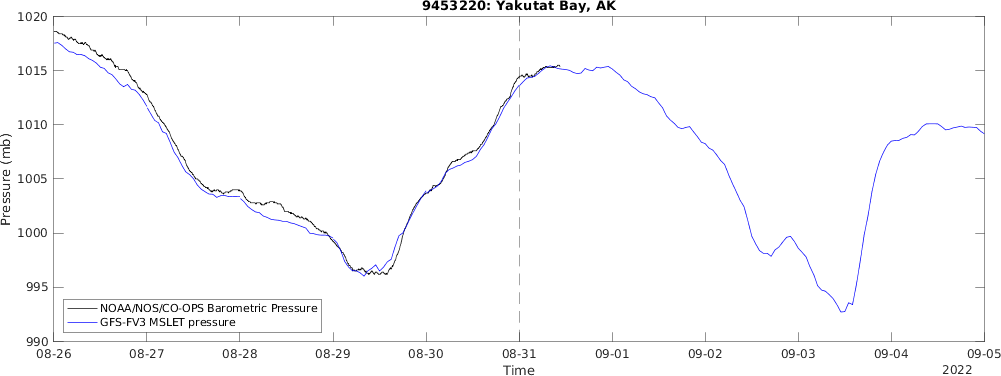 9453220: Yakutat Bay, AK
Pressure (mb)
1020
1015
1010
1005
1000
995
990
NOAA/NOS/CO-OPS Barometric Pressure
GFS-FV3 MSLET pressure
08-26 08-27 08-28 08-29 08-30 08-31 09-01 09-02 09-03 09-04 09-05
Time
2022